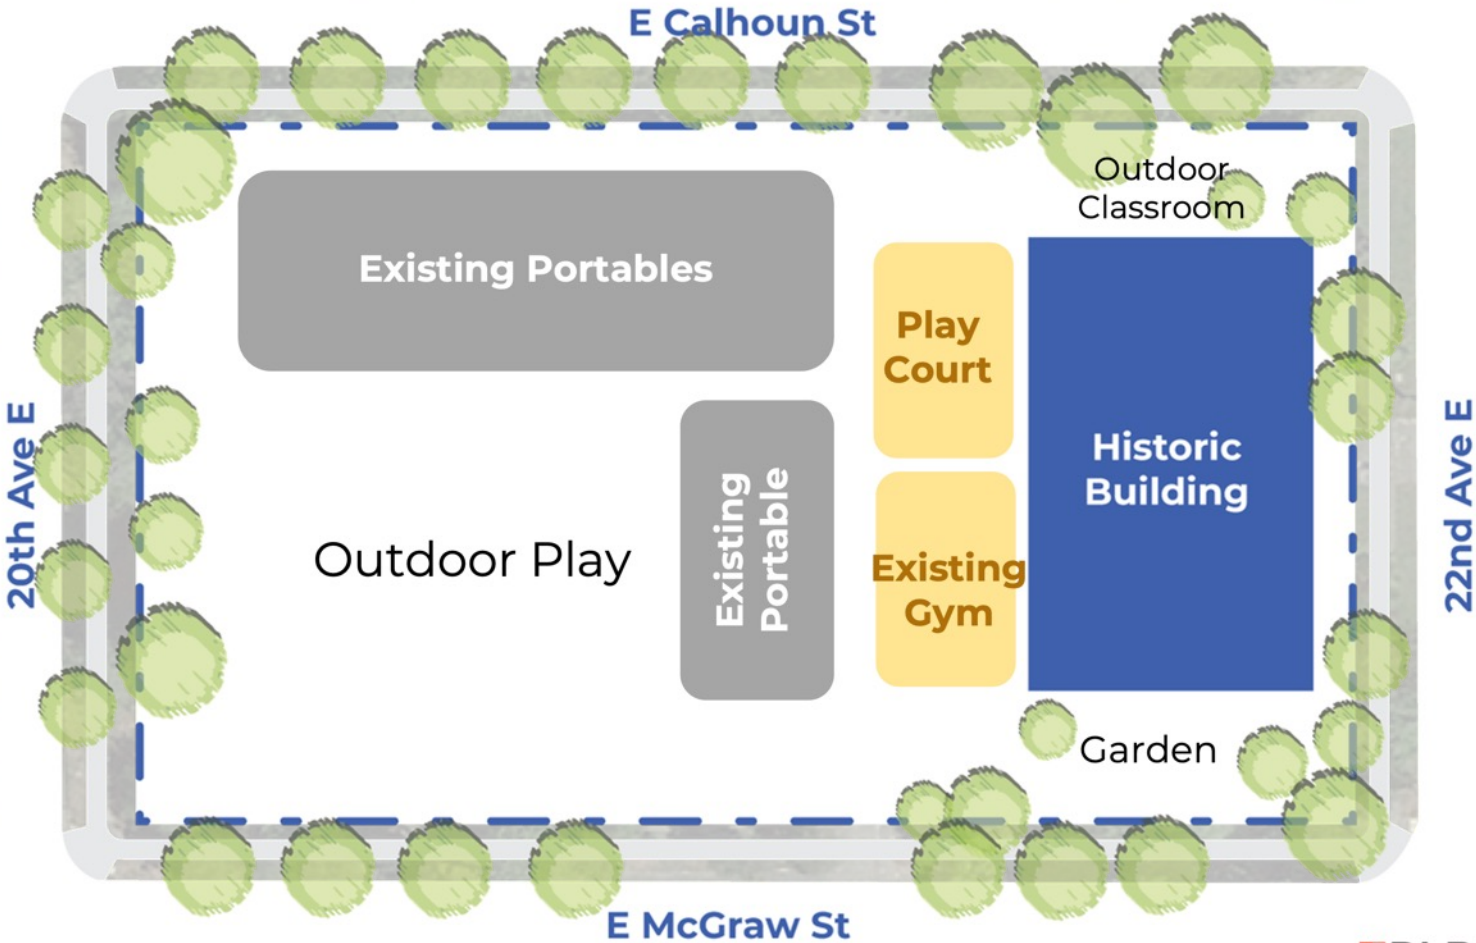 E Calhoun St
Outdoor
Classroom
Existing Portables
Play
Court
Historic
Building
20th Ave E
22nd Ave E
Existing
Portable
Outdoor Play
Existing
Gym
Garden
E McGraw St